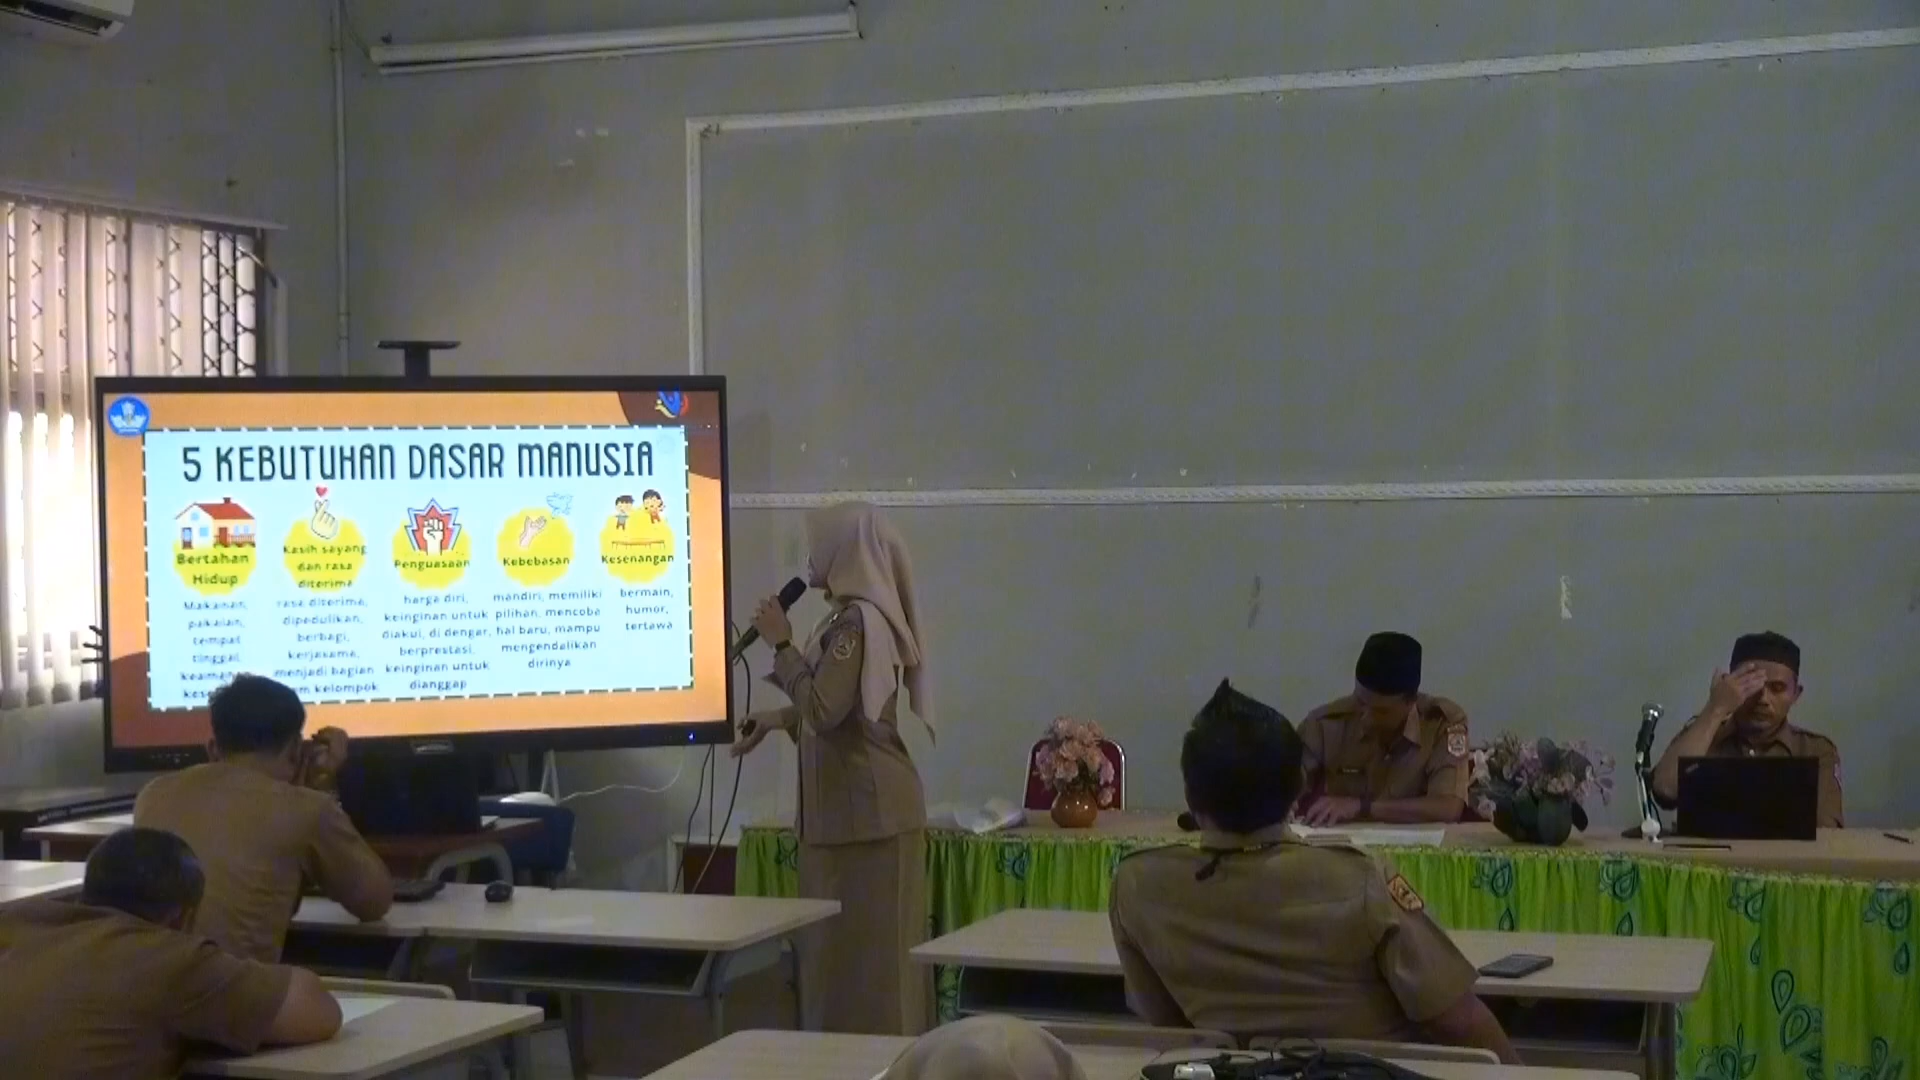 5 KEBUTUHAN DASAR MANUSIA
Bertahan
Hidup
Makanan,
pakaian,
tempat
tinggal,
Kasih sayang
dan rasa
diterima
rasa diterima,
dipedulikan,
berbagi,
kerjasama,
menjadi bagian
kelompok
Penguasaan
harga diri,
keinginan untuk
diakui, di dengar,
berprestasi,
keinginan untuk
dianggap
Kebebasan
mandiri, memiliki
pilihan, mencoba
hal baru, mampu
mengendalikan
dirinya
Kesenangan
bermain,
humor,
tertawa